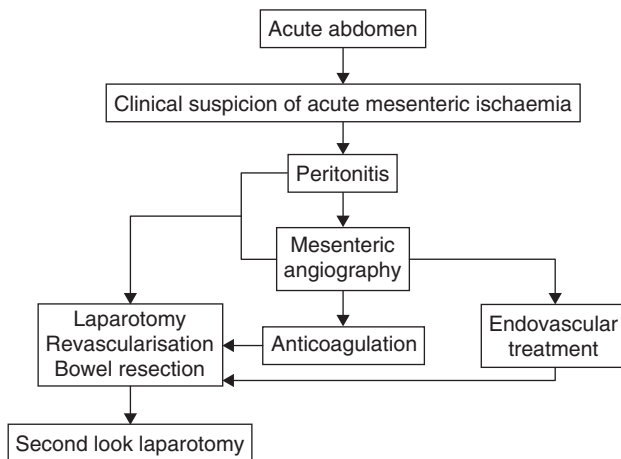 Acute abdomen
Clinical suspicion of acute mesenteric ischaemia
Peritonitis
Mesenteric
angiography
Laparotomy
Revascularisation
Bowel resection
Anticoagulation
Endovascular
treatment
Second look laparotomy